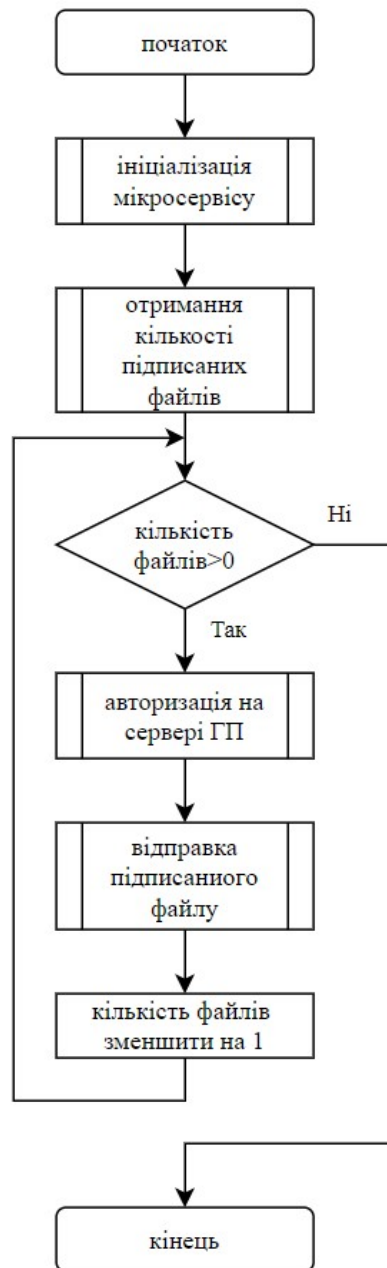 початок
ініціалізація
мікросервісу
отримання
кількості
підписаних
файлів
кількість
файлів>0
Ні
Так
авторизація на
сервері ГП
відправка
підписаниого
файлу
кількість файлів
зменшити на 1
кінець